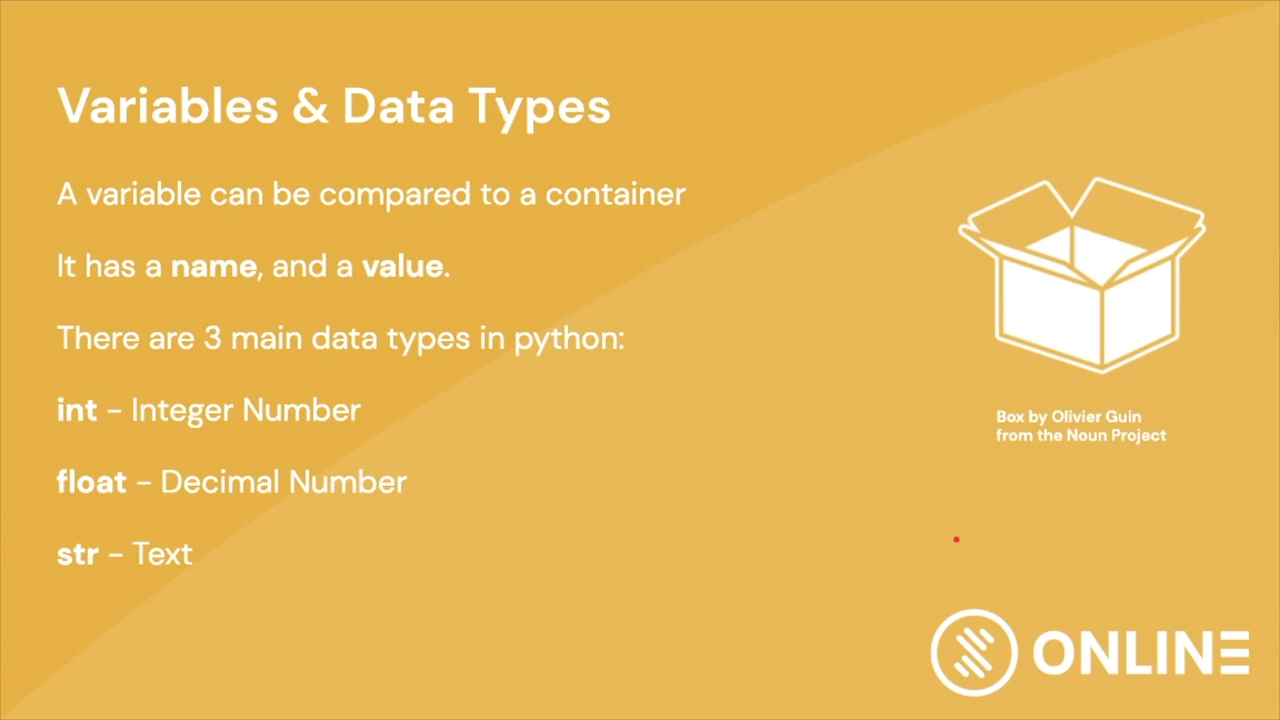 Variables & Data Types
A variable can be compared to a container
It has a name, and a value.
There are 3 main data types in python:
int - Integer Number
float - Decimal Number
str - Text
Box by Olivier Guin
from the Noun Project
ONLINE